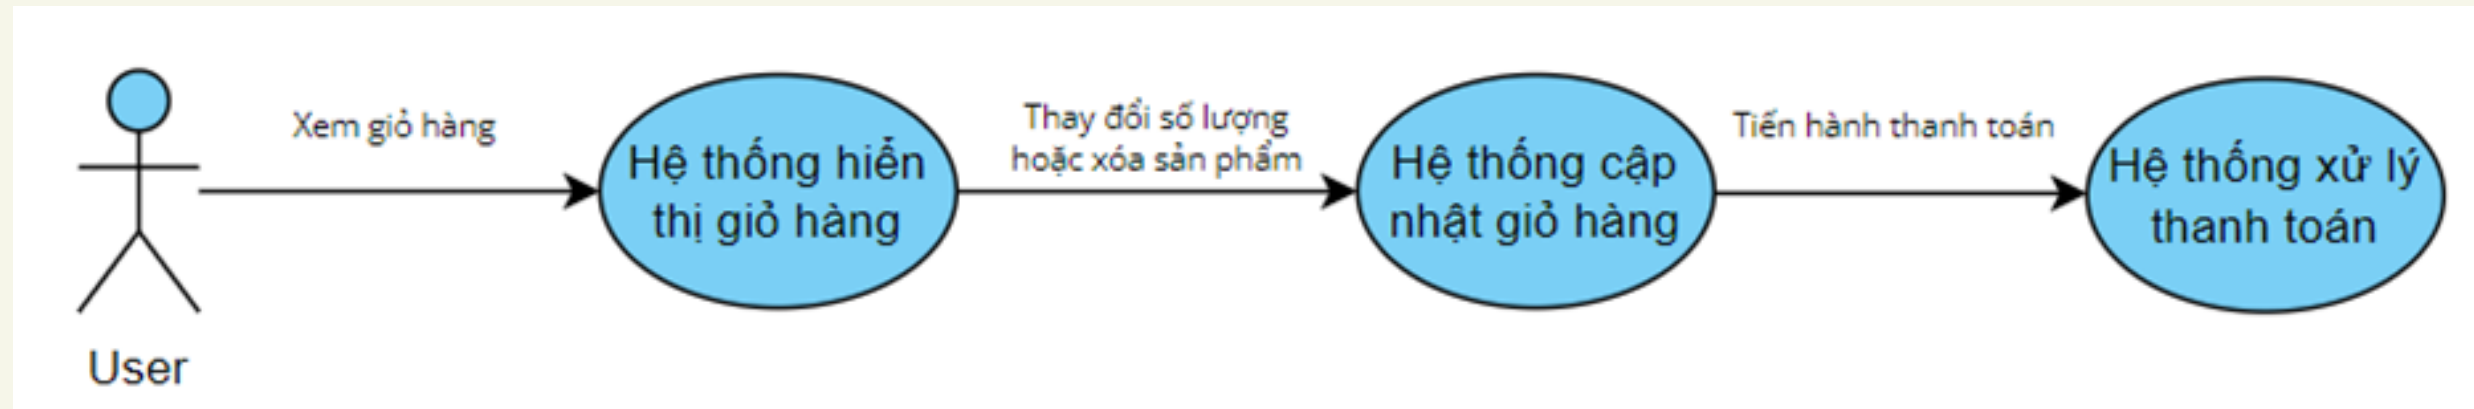 Xem giỏ hàng
Hệ thống hiển
thị giỏ hàng
Thay đổi số lượng
hoặc xóa sản phẩm
Hệ thống cập
nhật giỏ hàng
Tiến hành thanh toán
Hệ thống xử lý
thanh toán
User